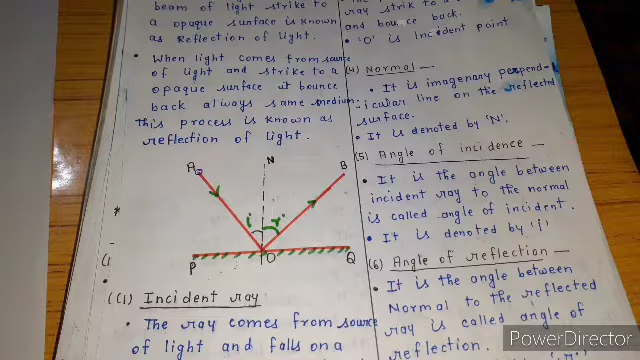 beam of light strike to
a opaque surface is known
as Reflection of light.
• When light comes from source
of light and strike to a
opaque surface it bounce
back always same medium
This process is known as
reflection of light.
A
N
B
i
r
P
O
Q
*
(1
((1) Incident ray
• The ray comes from source
of light and falls on a
ray strik to a
and bounce back.
• 'O' is Incident point
(4) Normal —
• It is imagenary perpend-
icular line on the reflected
surface.
• It is denoted by 'N'.
(5) Angle of incidence —
• It is the angle between
incident ray to the normal
is called angle of incident.
• It is denoted by 'i'
(6) Angle of reflection —
• It is the angle between
Normal to the reflected
ray is called angle of
reflection.
PowerDirector